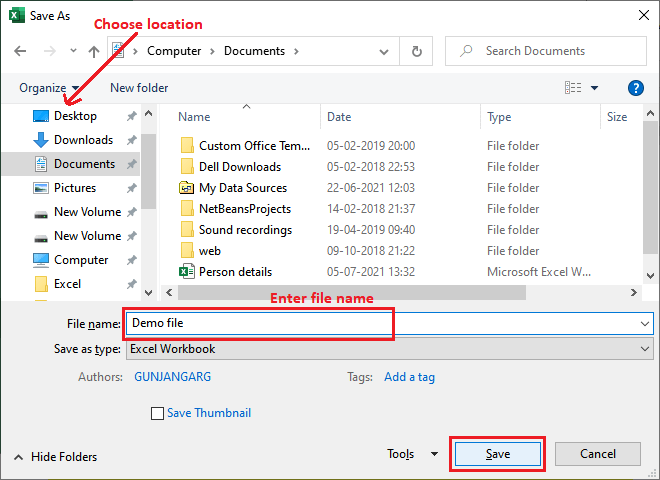 Save As
Choose location
Computer > Documents >
Search Documents
Organize
New folder
?
Name Date Type Size
Desktop
Downloads
Documents
Pictures
New Volume
New Volume
Computer
Excel
Custom Office Tem... 05-02-2019 20:00 File folder
Dell Downloads 05-02-2018 22:53 File folder
My Data Sources 22-06-2021 12:03 File folder
NetBeansProjects 14-02-2018 21:37 File folder
Sound recordings 19-04-2019 09:40 File folder
web 09-10-2018 21:22 File folder
Person details 05-07-2021 13:32 Microsoft Excel W...
Enter file name
File name: Demo file
Save as type: Excel Workbook
Authors: GUNJANGARG Tags: Add a tag
Save Thumbnail
Hide Folders
Tools
Save
Cancel